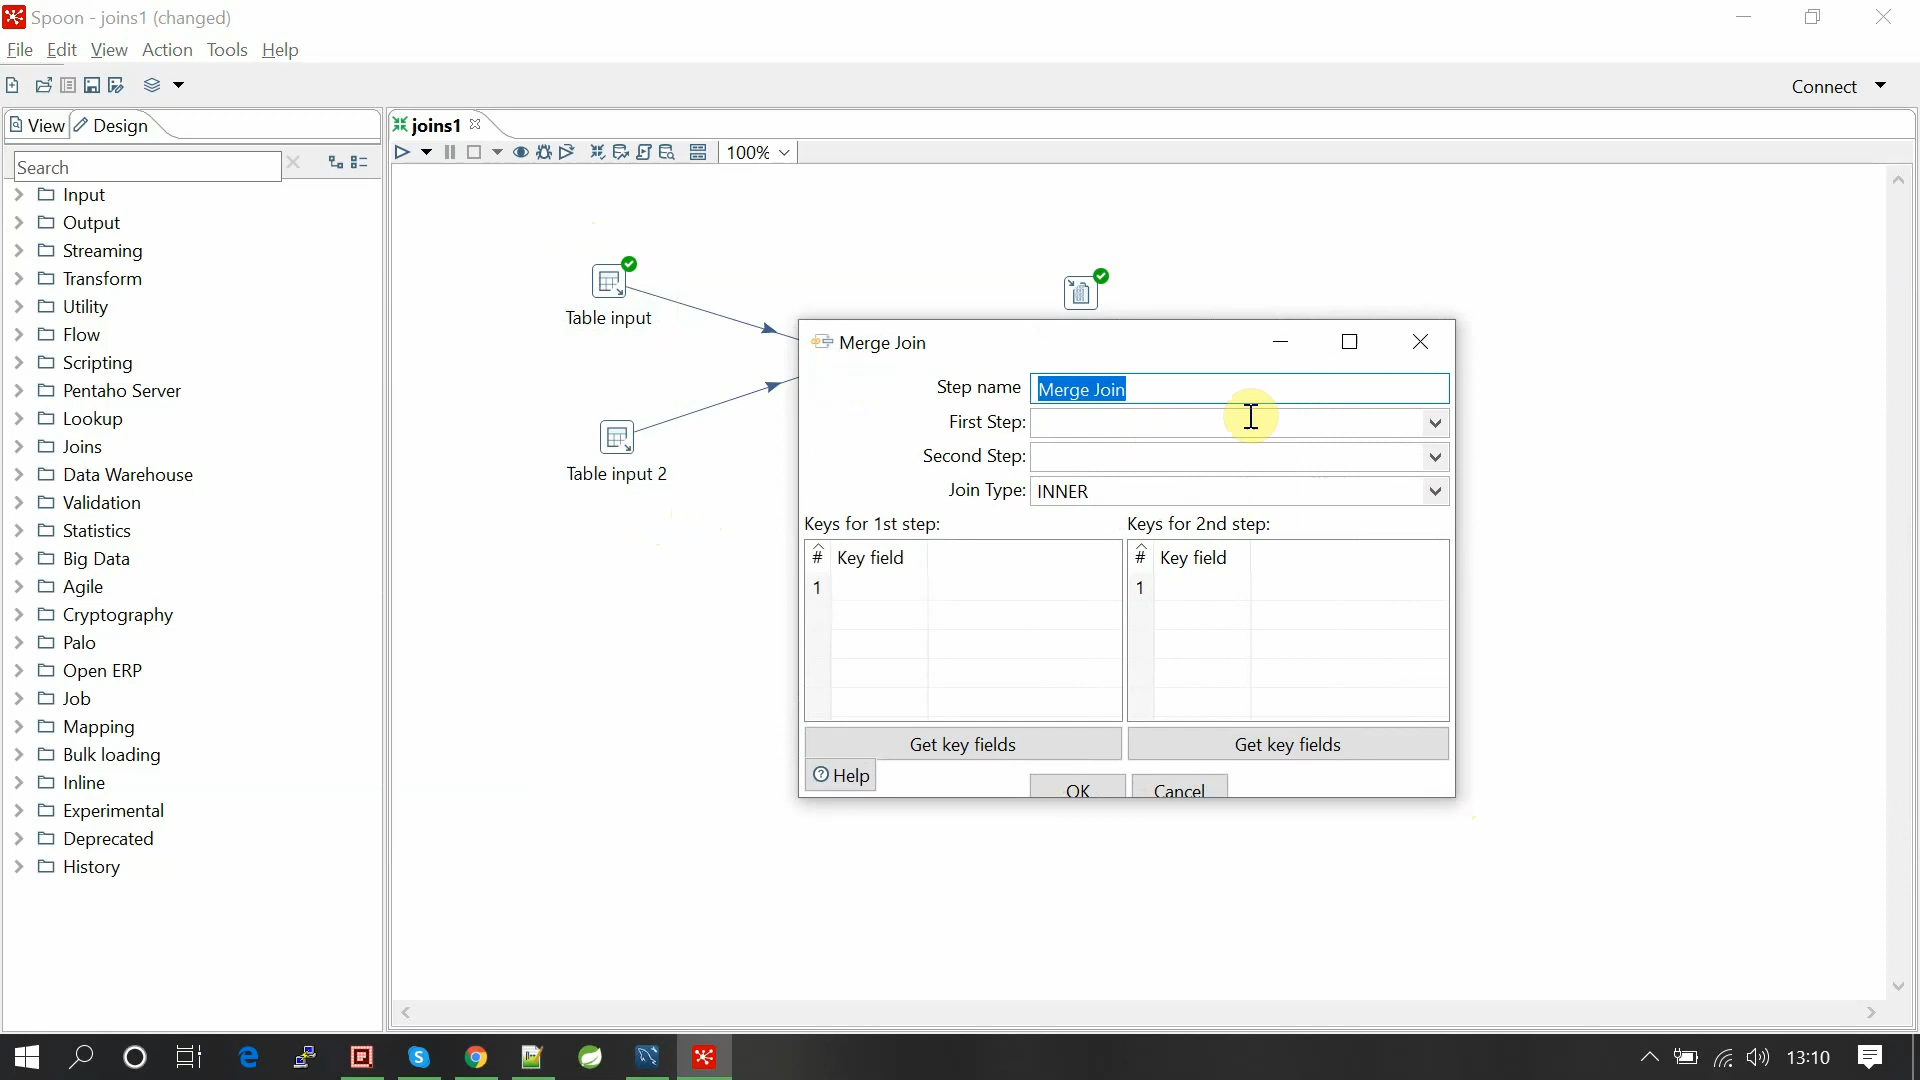 Spoon - joins1 (changed)
File Edit View Action Tools Help
Connect
View Design
joins1
Search
100%
Input
Output
Streaming
Transform
Utility
Flow
Scripting
Pentaho Server
Lookup
Joins
Data Warehouse
Validation
Statistics
Big Data
Agile
Cryptography
Palo
Open ERP
Job
Mapping
Bulk loading
Inline
Experimental
Deprecated
History
Table input
Table input 2
Merge Join
Step name Merge Join
First Step:
Second Step:
Join Type: INNER
Keys for 1st step: Keys for 2nd step:
# Key field # Key field
1 1
Get key fields Get key fields
Help
OK Cancel
13:10